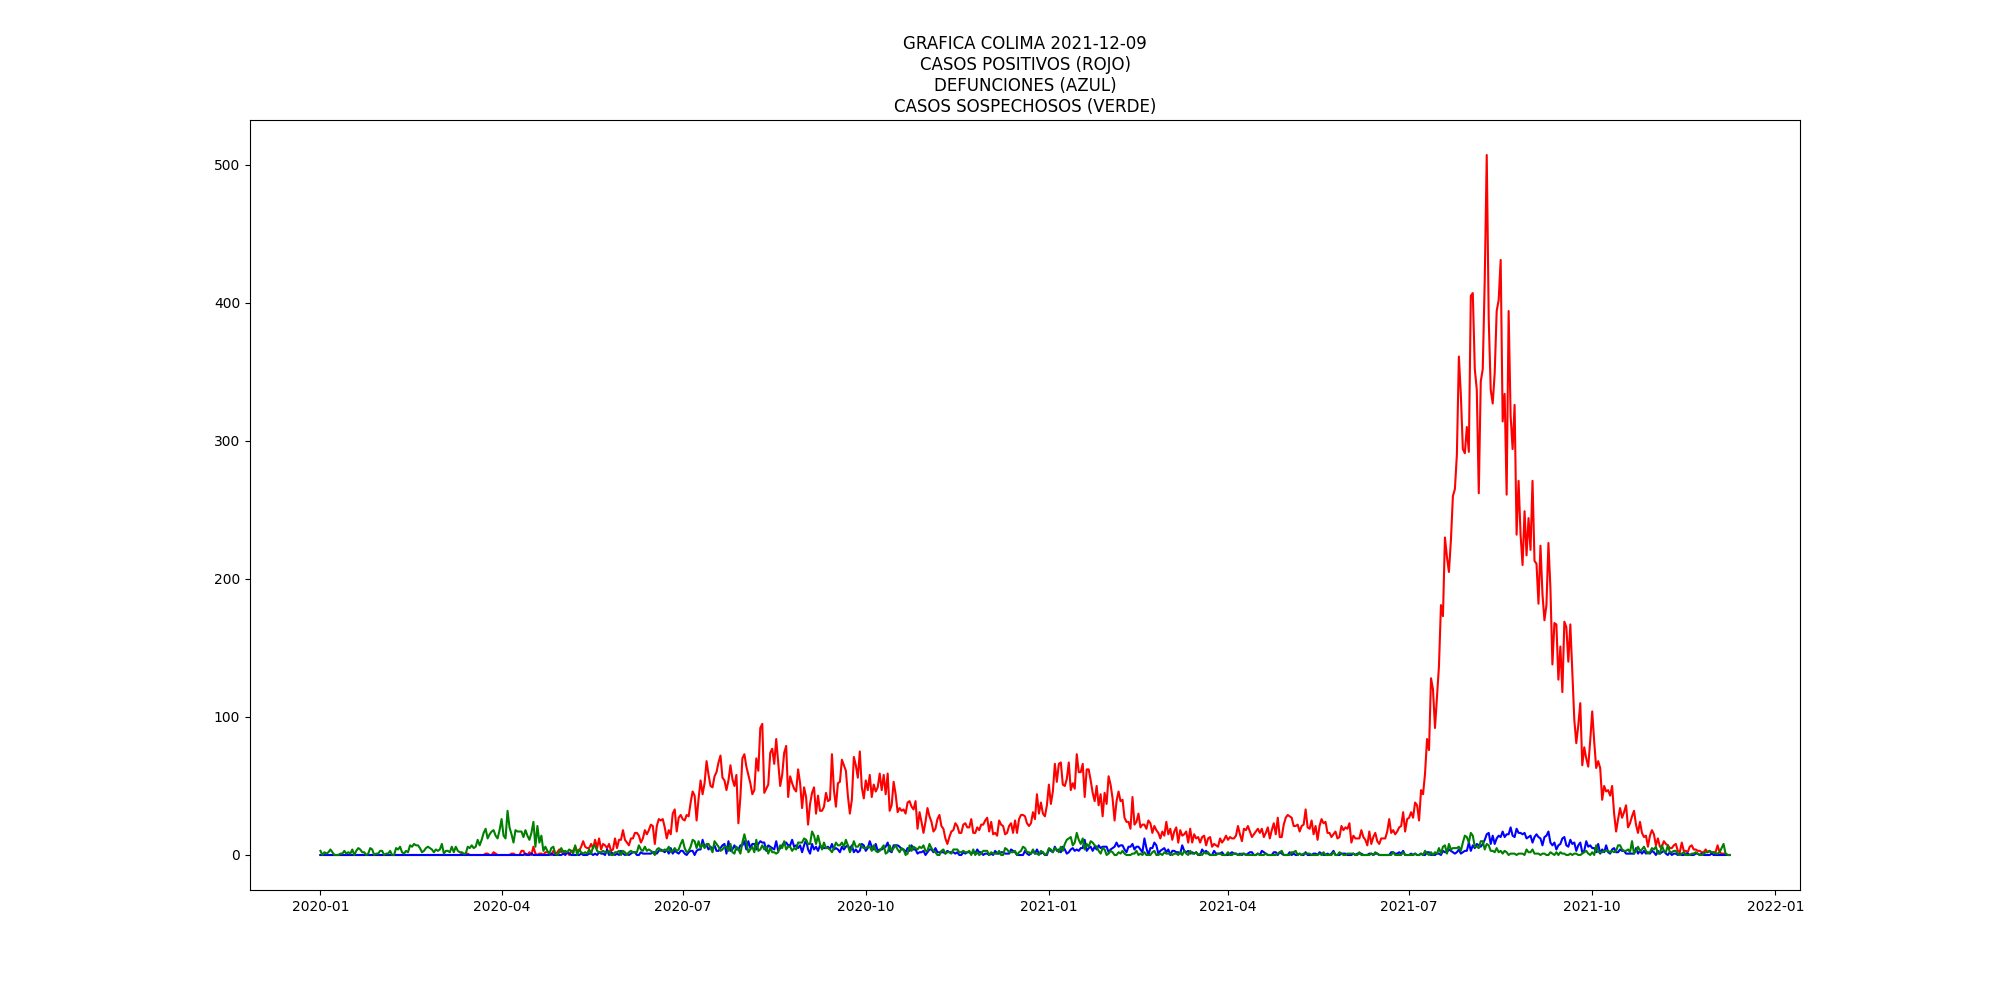 GRAFICA COLIMA 2021-12-09
CASOS POSITIVOS (ROJO)
DEFUNCIONES (AZUL)
CASOS SOSPECHOSOS (VERDE)
500
400
300
200
100
0
2020-01 2020-04 2020-07 2020-10 2021-01 2021-04 2021-07 2021-10 2022-01